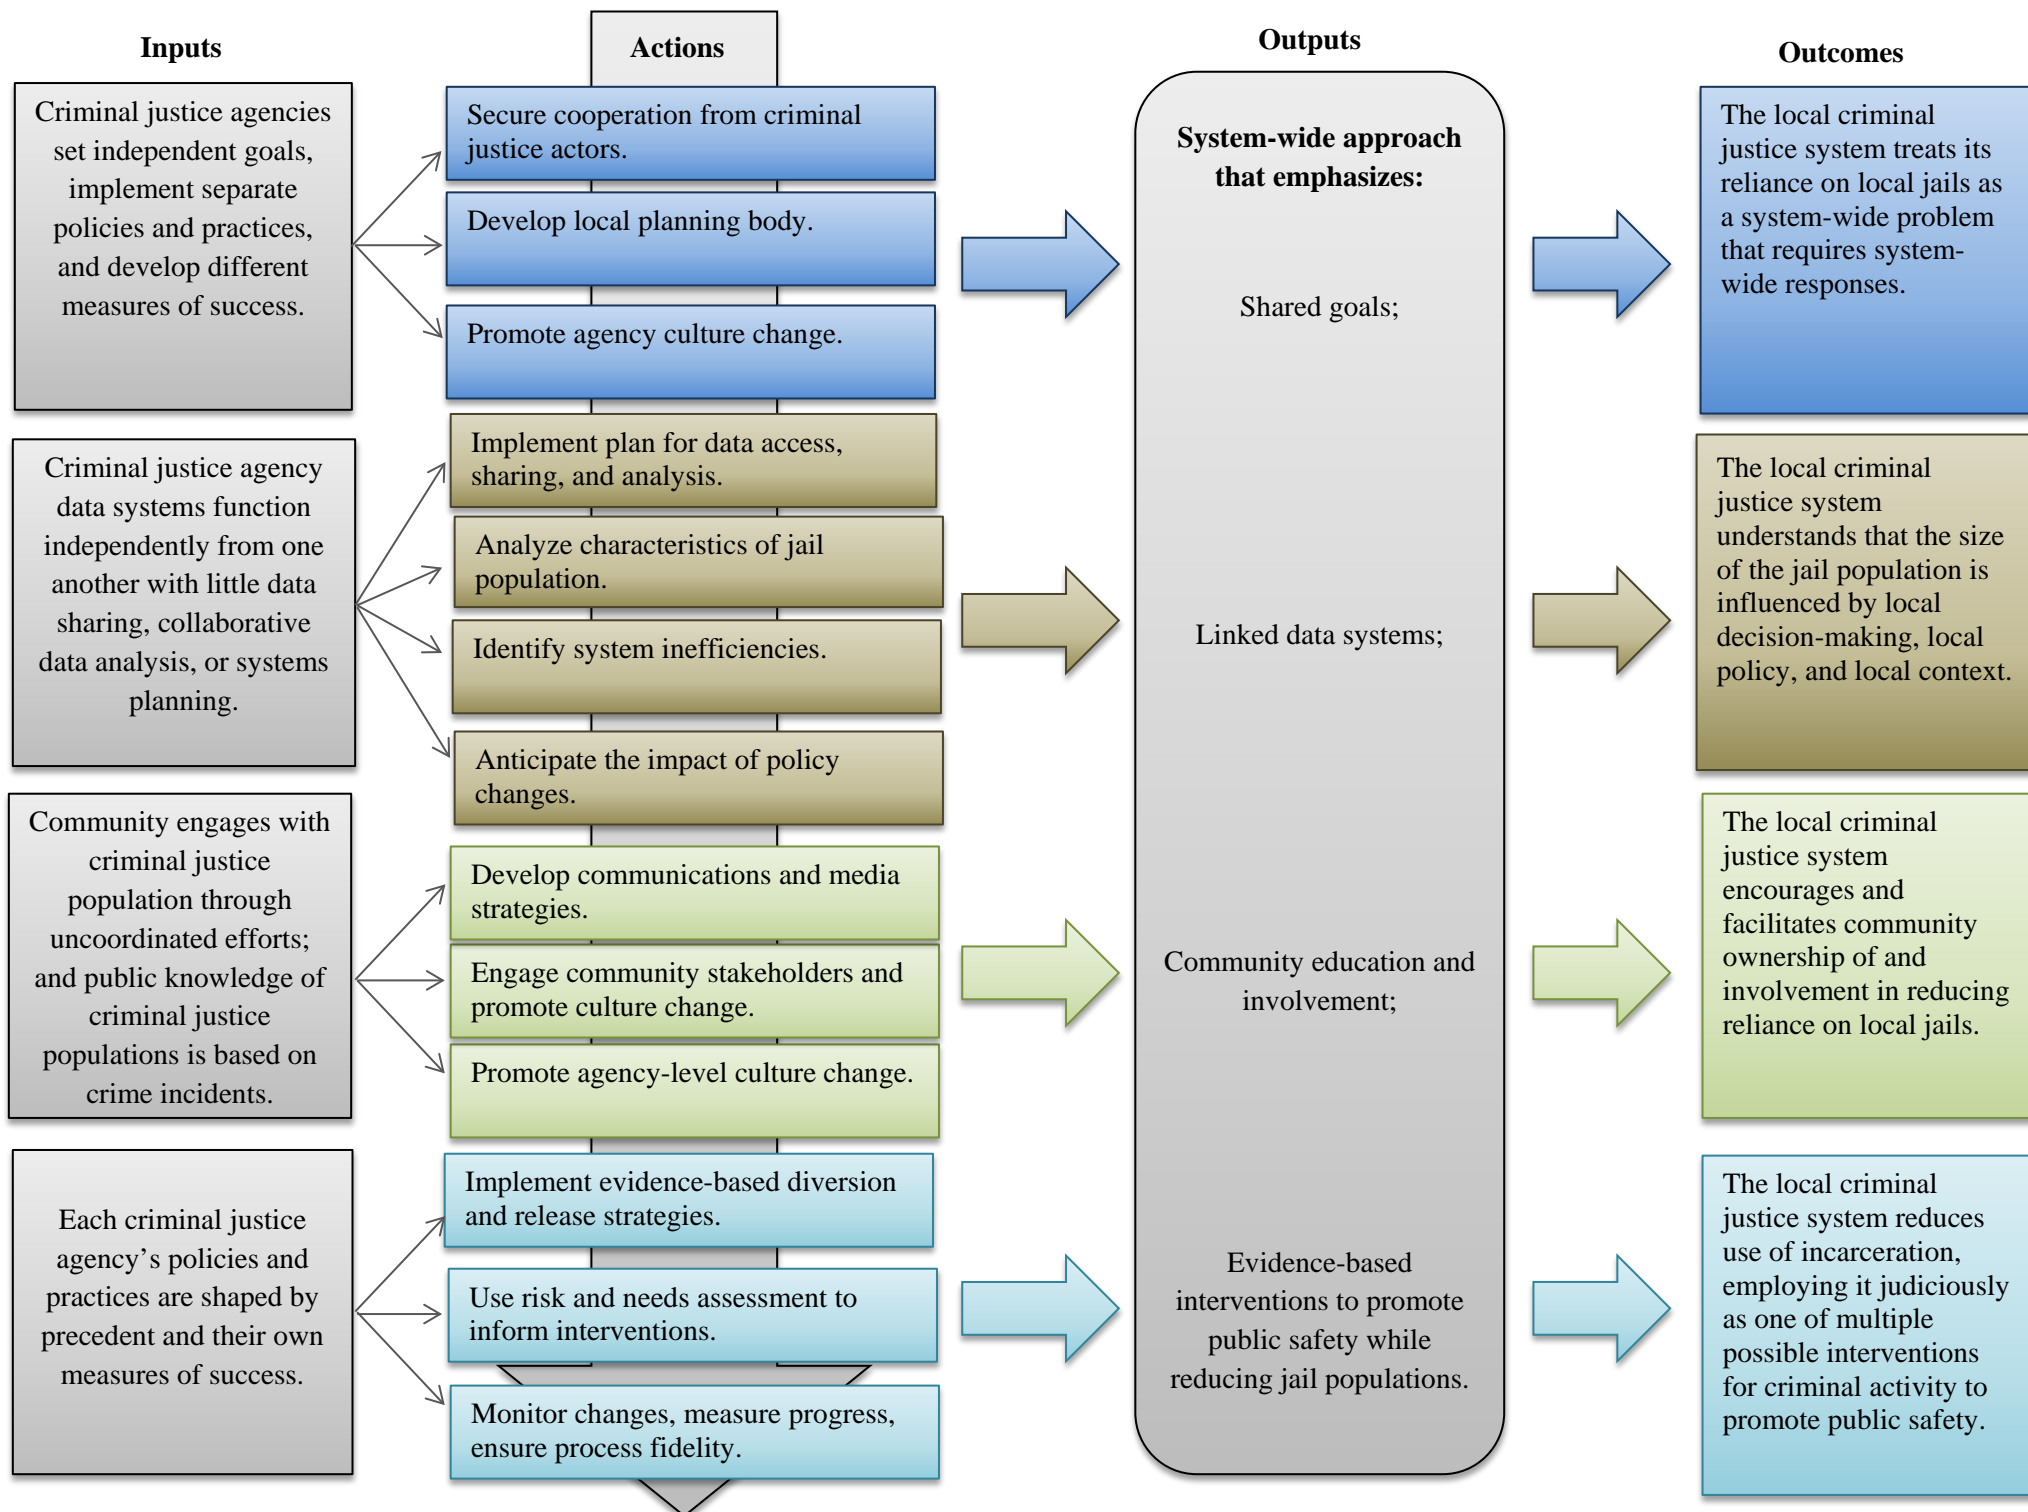 Inputs
Actions
Outputs
Outcomes
Criminal justice agencies
set independent goals,
implement separate
policies and practices,
and develop different
measures of success.
Secure cooperation from criminal
justice actors.
Develop local planning body.
Promote agency culture change.
System-wide approach
that emphasizes:
Shared goals;
The local criminal
justice system treats its
reliance on local jails as
a system-wide problem
that requires system-
wide responses.
Criminal justice agency
data systems function
independently from one
another with little data
sharing, collaborative
data analysis, or systems
planning.
Implement plan for data access,
sharing, and analysis.
Analyze characteristics of jail
population.
Identify system inefficiencies.
Anticipate the impact of policy
changes.
Linked data systems;
The local criminal
justice system
understands that the size
of the jail population is
influenced by local
decision-making, local
policy, and local context.
Community engages with
criminal justice
population through
uncoordinated efforts;
and public knowledge of
criminal justice
populations is based on
crime incidents.
Develop communications and media
strategies.
Engage community stakeholders and
promote culture change.
Promote agency-level culture change.
Community education and
involvement;
The local criminal
justice system
encourages and
facilitates community
ownership of and
involvement in reducing
reliance on local jails.
Each criminal justice
agency’s policies and
practices are shaped by
precedent and their own
measures of success.
Implement evidence-based diversion
and release strategies.
Use risk and needs assessment to
inform interventions.
Monitor changes, measure progress,
ensure process fidelity.
Evidence-based
interventions to promote
public safety while
reducing jail populations.
The local criminal
justice system reduces
use of incarceration,
employing it judiciously
as one of multiple
possible interventions
for criminal activity to
promote public safety.